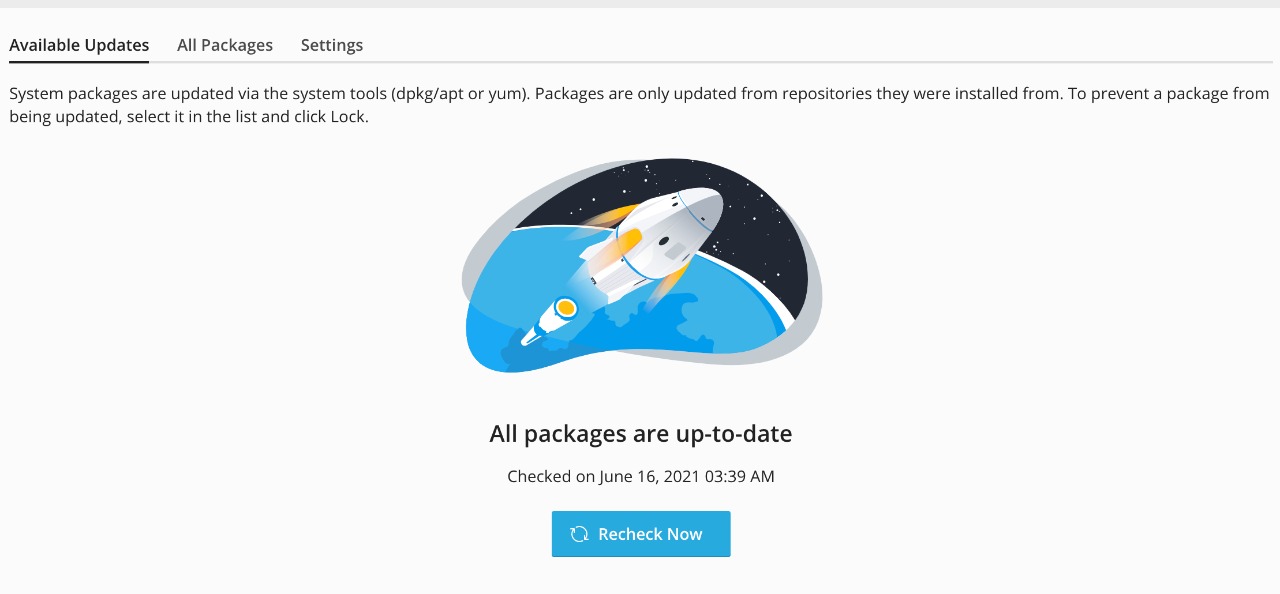 Available Updates All Packages Settings
System packages are updated via the system tools (dpkg/apt or yum). Packages are only updated from repositories they were installed from. To prevent a package from
being updated, select it in the list and click Lock.
All packages are up-to-date
Checked on June 16, 2021 03:39 AM
Recheck Now